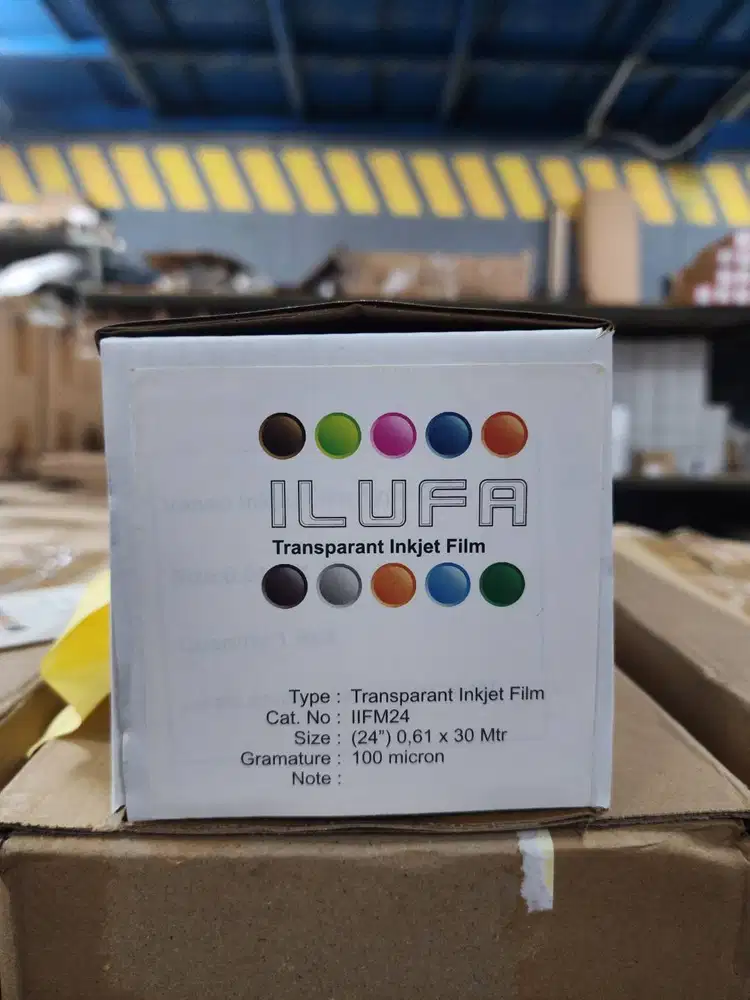 ILUFA
Transparant Inkjet Film
Type : Transparant Inkjet Film
Cat. No : IIFM24
Size : (24”) 0,61 x 30 Mtr
Gramature : 100 micron
Note :